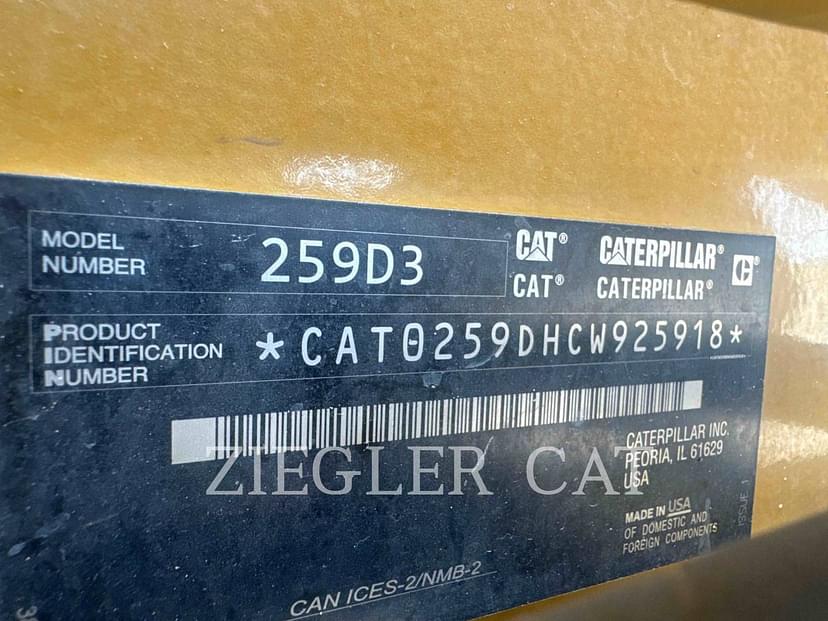 MODEL
NUMBER
259D3
CAT® CATERPILLAR® C®
CAT® CATERPILLAR®
PRODUCT
IDENTIFICATION
NUMBER
*CAT0259DHCW925918*
CATERPILLAR INC.
PEORIA, IL 61629
USA
ZIEGLER CAT
MADE IN USA
OF DOMESTIC AND
FOREIGN COMPONENTS
ISSUE 1
CAN ICES-2/NMB-2